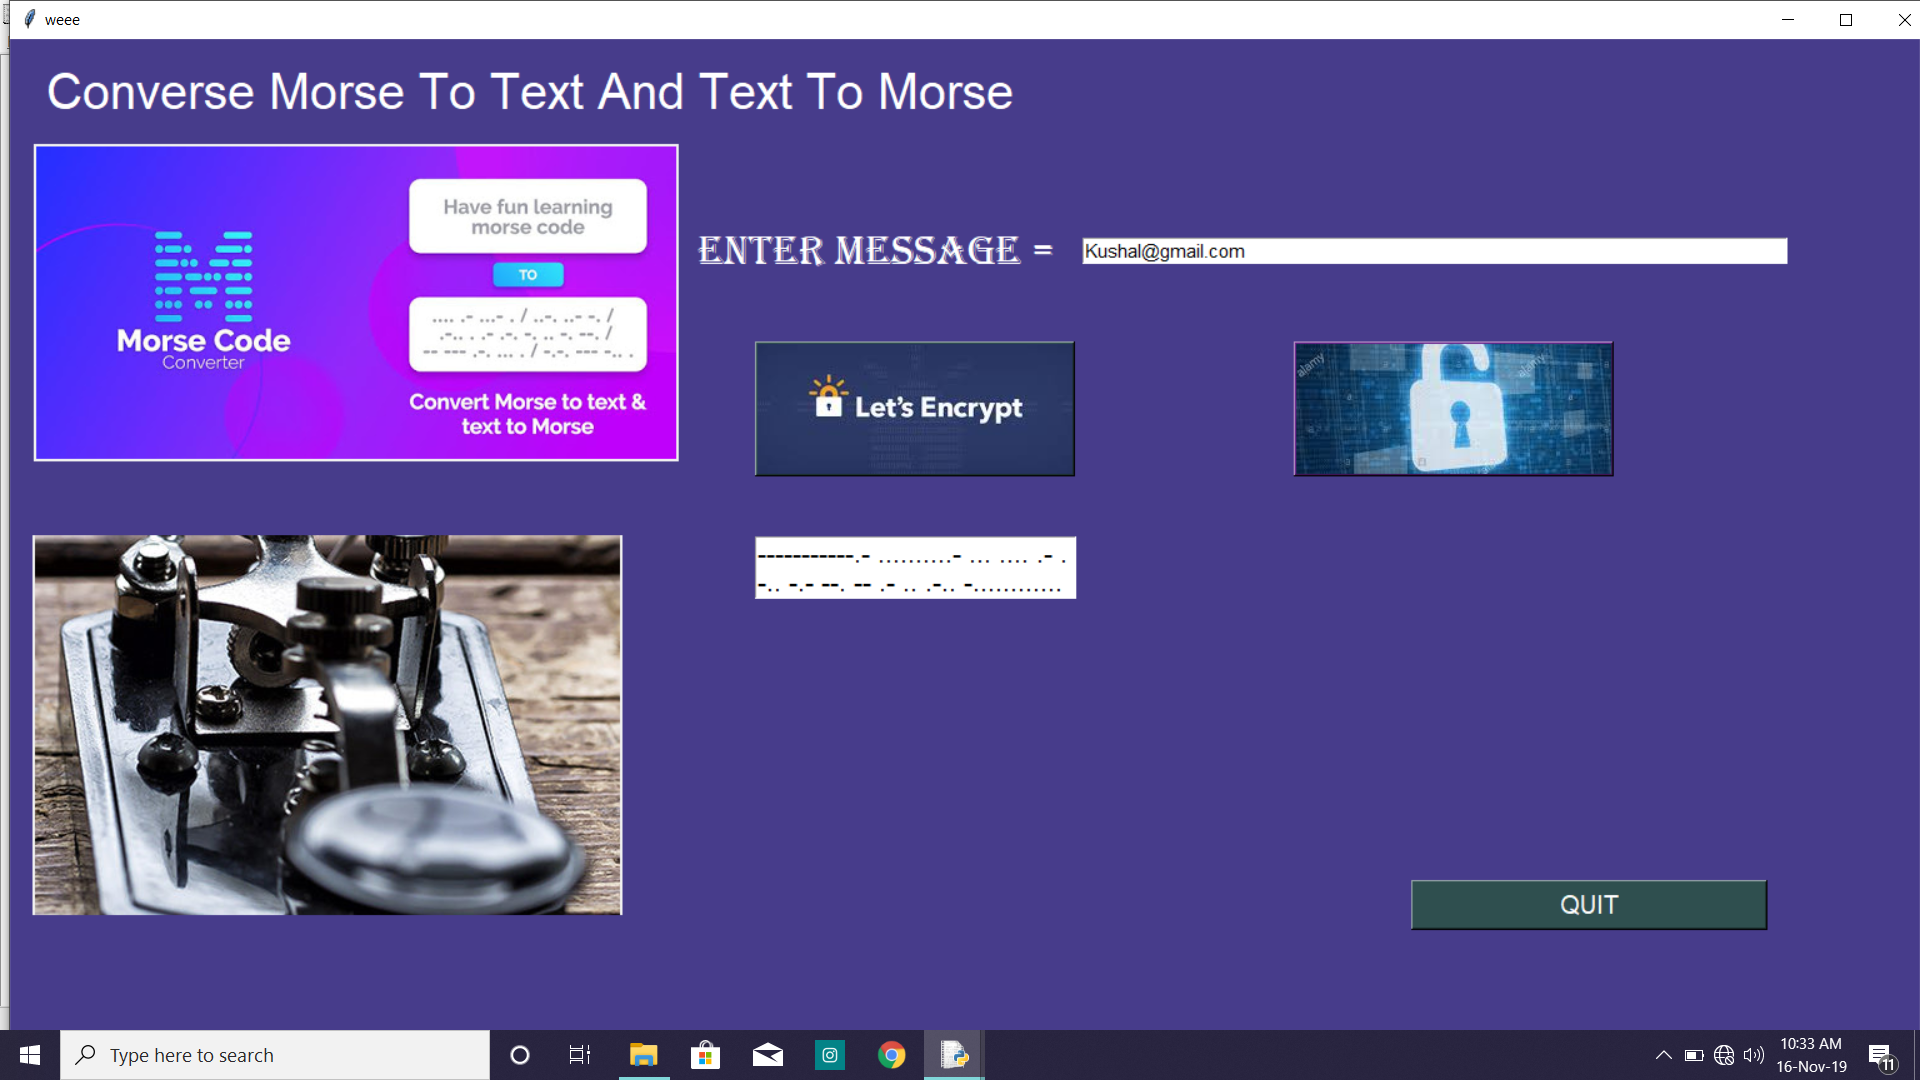 weee
Converse Morse To Text And Text To Morse
Have fun learning
morse code
TO
.... .- ...- . / ..-. ..- -. /
.-.. . .- .-. -. .. -. --. /
-- --- .-. ... . / -.-. --- -.. .
Morse Code
Converter
Convert Morse to text &
text to Morse
ENTER MESSAGE =
Kushal@gmail.com
Let's Encrypt
alamy
alamy
-----------.- ..........- ... .... .- .
-.. -.- --. -- .- .. .-.. -............
QUIT
Type here to search
10:33 AM
16-Nov-19
11